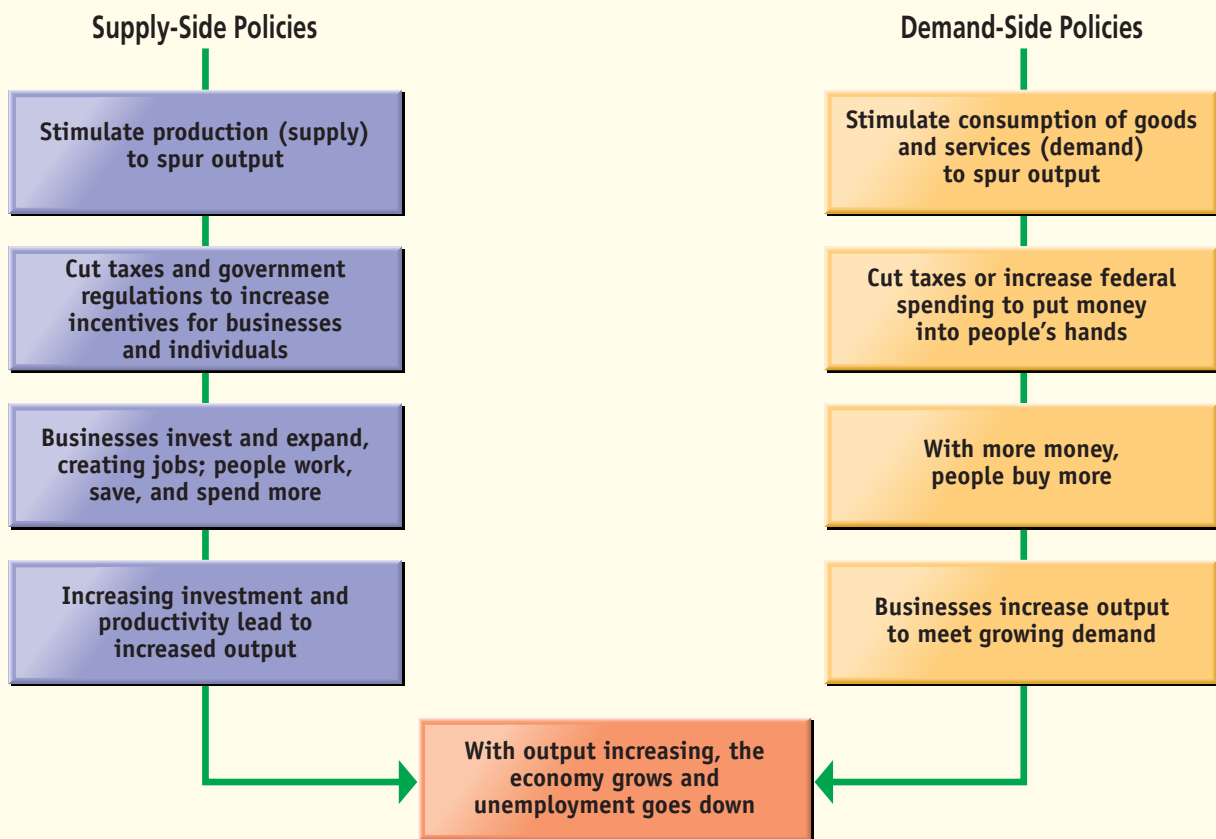 Supply-Side Policies
Stimulate production (supply)
to spur output
Cut taxes and government
regulations to increase
incentives for businesses
and individuals
Businesses invest and expand,
creating jobs; people work,
save, and spend more
Increasing investment and
productivity lead to
increased output
Demand-Side Policies
Stimulate consumption of goods
and services (demand)
to spur output
Cut taxes or increase federal
spending to put money
into people’s hands
With more money,
people buy more
Businesses increase output
to meet growing demand
With output increasing, the
economy grows and
unemployment goes down